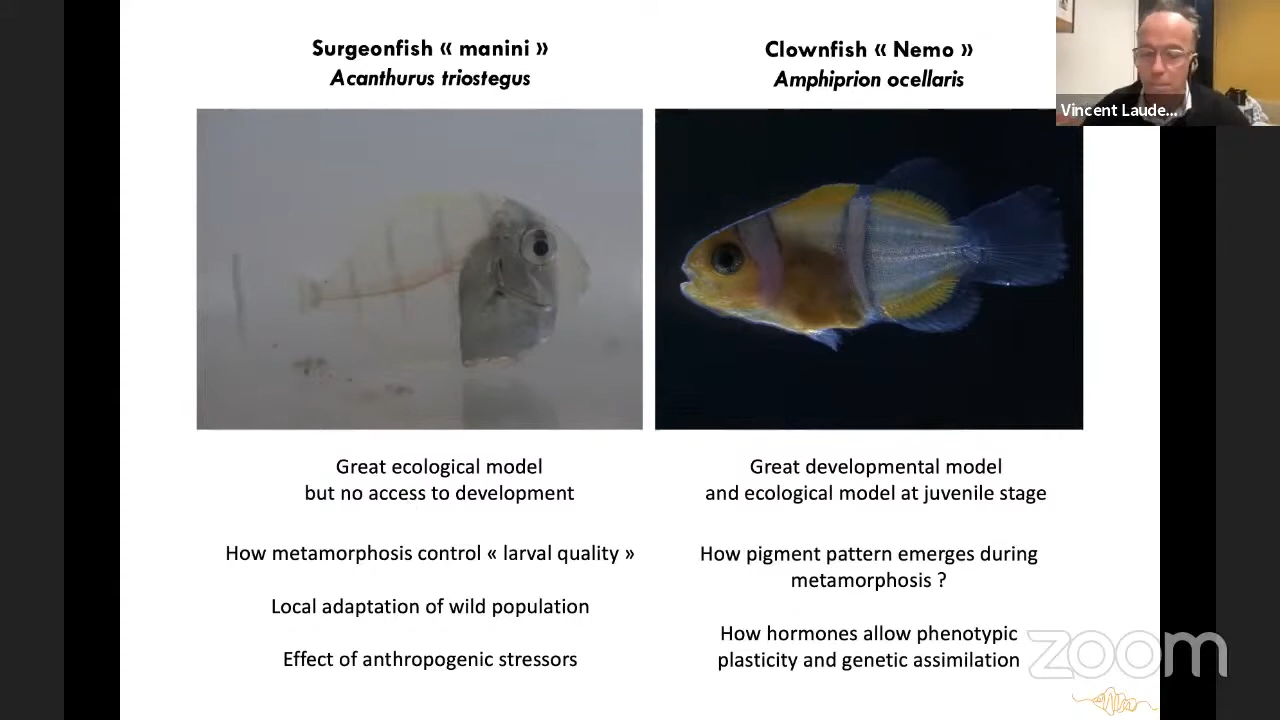 Surgeonfish « manini »
Acanthurus triostegus
Clownfish « Nemo »
Amphiprion ocellaris
Vincent Laude...
Great ecological model
but no access to development
Great developmental model
and ecological model at juvenile stage
How metamorphosis control « larval quality »
Local adaptation of wild population
Effect of anthropogenic stressors
How pigment pattern emerges during
metamorphosis ?
How hormones allow phenotypic
plasticity and genetic assimilation
zoom